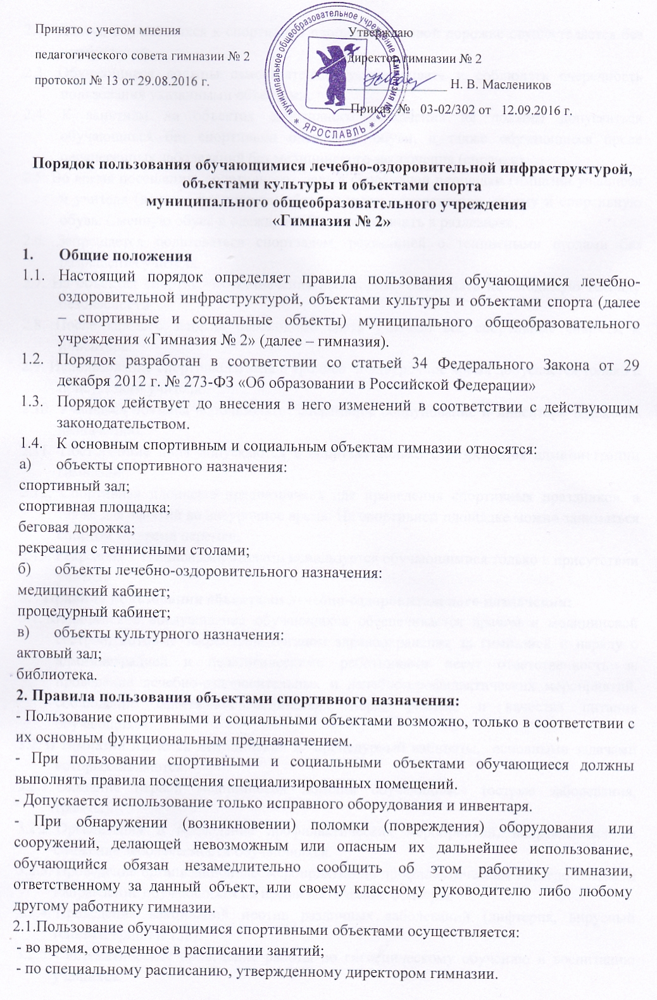 Принято с учетом мнения
педагогического совета гимназии № 2
протокол № 13 от 29.08.2016 г.
Утверждаю
директор гимназии № 2
Н. В. Маслеников
Приказ № 03-02/302 от 12.09.2016 г.
муниципальное общеобразовательное учреждение «Гимназия № 2»
* ЯРОСЛАВЛЬ *
Порядок пользования обучающимися лечебно-оздоровительной инфраструктурой,
объектами культуры и объектами спорта
муниципального общеобразовательного учреждения
«Гимназия № 2»
1. Общие положения
1.1. Настоящий порядок определяет правила пользования обучающимися лечебно-
оздоровительной инфраструктурой, объектами культуры и объектами спорта (далее
– спортивные и социальные объекты) муниципального общеобразовательного
учреждения «Гимназия № 2» (далее – гимназия).
1.2. Порядок разработан в соответствии со статьей 34 Федерального Закона от 29
декабря 2012 г. № 273-ФЗ «Об образовании в Российской Федерации»
1.3. Порядок действует до внесения в него изменений в соответствии с действующим
законодательством.
1.4. К основным спортивным и социальным объектам гимназии относятся:
а) объекты спортивного назначения:
спортивный зал;
спортивная площадка;
беговая дорожка;
рекреация с теннисными столами;
б) объекты лечебно-оздоровительного назначения:
медицинский кабинет;
процедурный кабинет;
в) объекты культурного назначения:
актовый зал;
библиотека.
2. Правила пользования объектами спортивного назначения:
- Пользование спортивными и социальными объектами возможно, только в соответствии с
их основным функциональным предназначением.
- При пользовании спортивными и социальными объектами обучающиеся должны
выполнять правила посещения специализированных помещений.
- Допускается использование только исправного оборудования и инвентаря.
- При обнаружении (возникновении) поломки (повреждения) оборудования или
сооружений, делающей невозможным или опасным их дальнейшее использование,
обучающийся обязан незамедлительно сообщить об этом работнику гимназии,
ответственному за данный объект, или своему классному руководителю либо любому
другому работнику гимназии.
2.1.Пользование обучающимися спортивными объектами осуществляется:
- во время, отведенное в расписании занятий;
- по специальному расписанию, утвержденному директором гимназии.